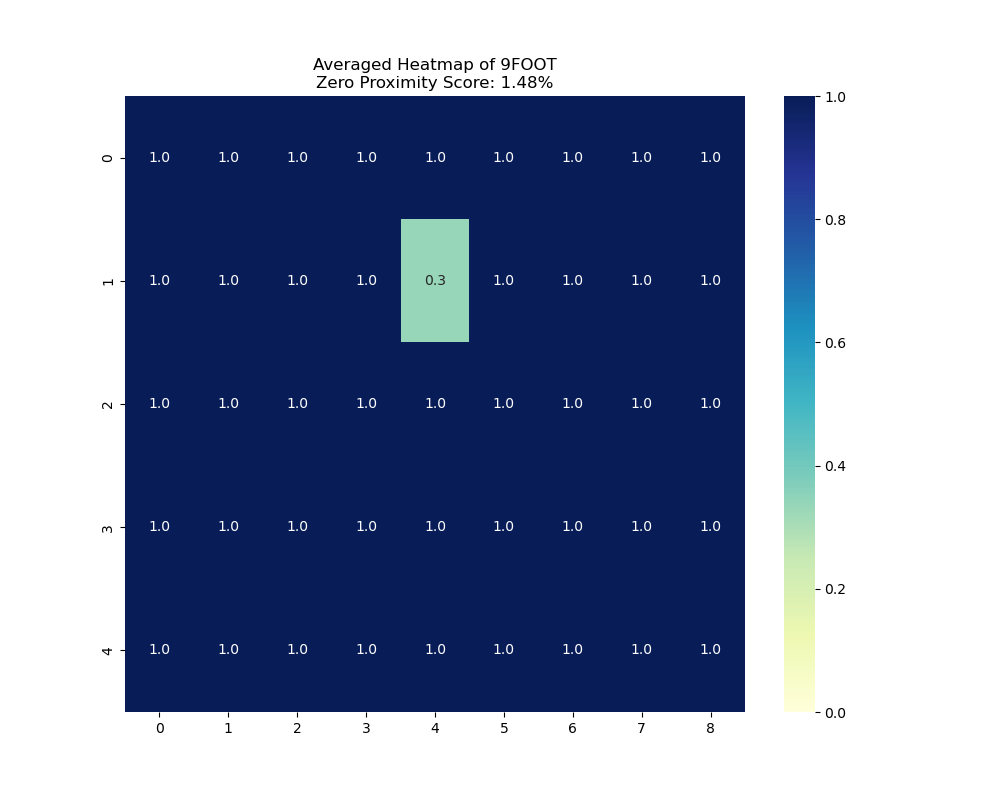 Averaged Heatmap of 9FOOT
Zero Proximity Score: 1.48%
0 1.0 1.0 1.0 1.0 1.0 1.0 1.0 1.0 1.0
1 1.0 1.0 1.0 1.0 0.3 1.0 1.0 1.0 1.0
2 1.0 1.0 1.0 1.0 1.0 1.0 1.0 1.0 1.0
3 1.0 1.0 1.0 1.0 1.0 1.0 1.0 1.0 1.0
4 1.0 1.0 1.0 1.0 1.0 1.0 1.0 1.0 1.0
0 1 2 3 4 5 6 7 8
1.0
0.8
0.6
0.4
0.2
0.0